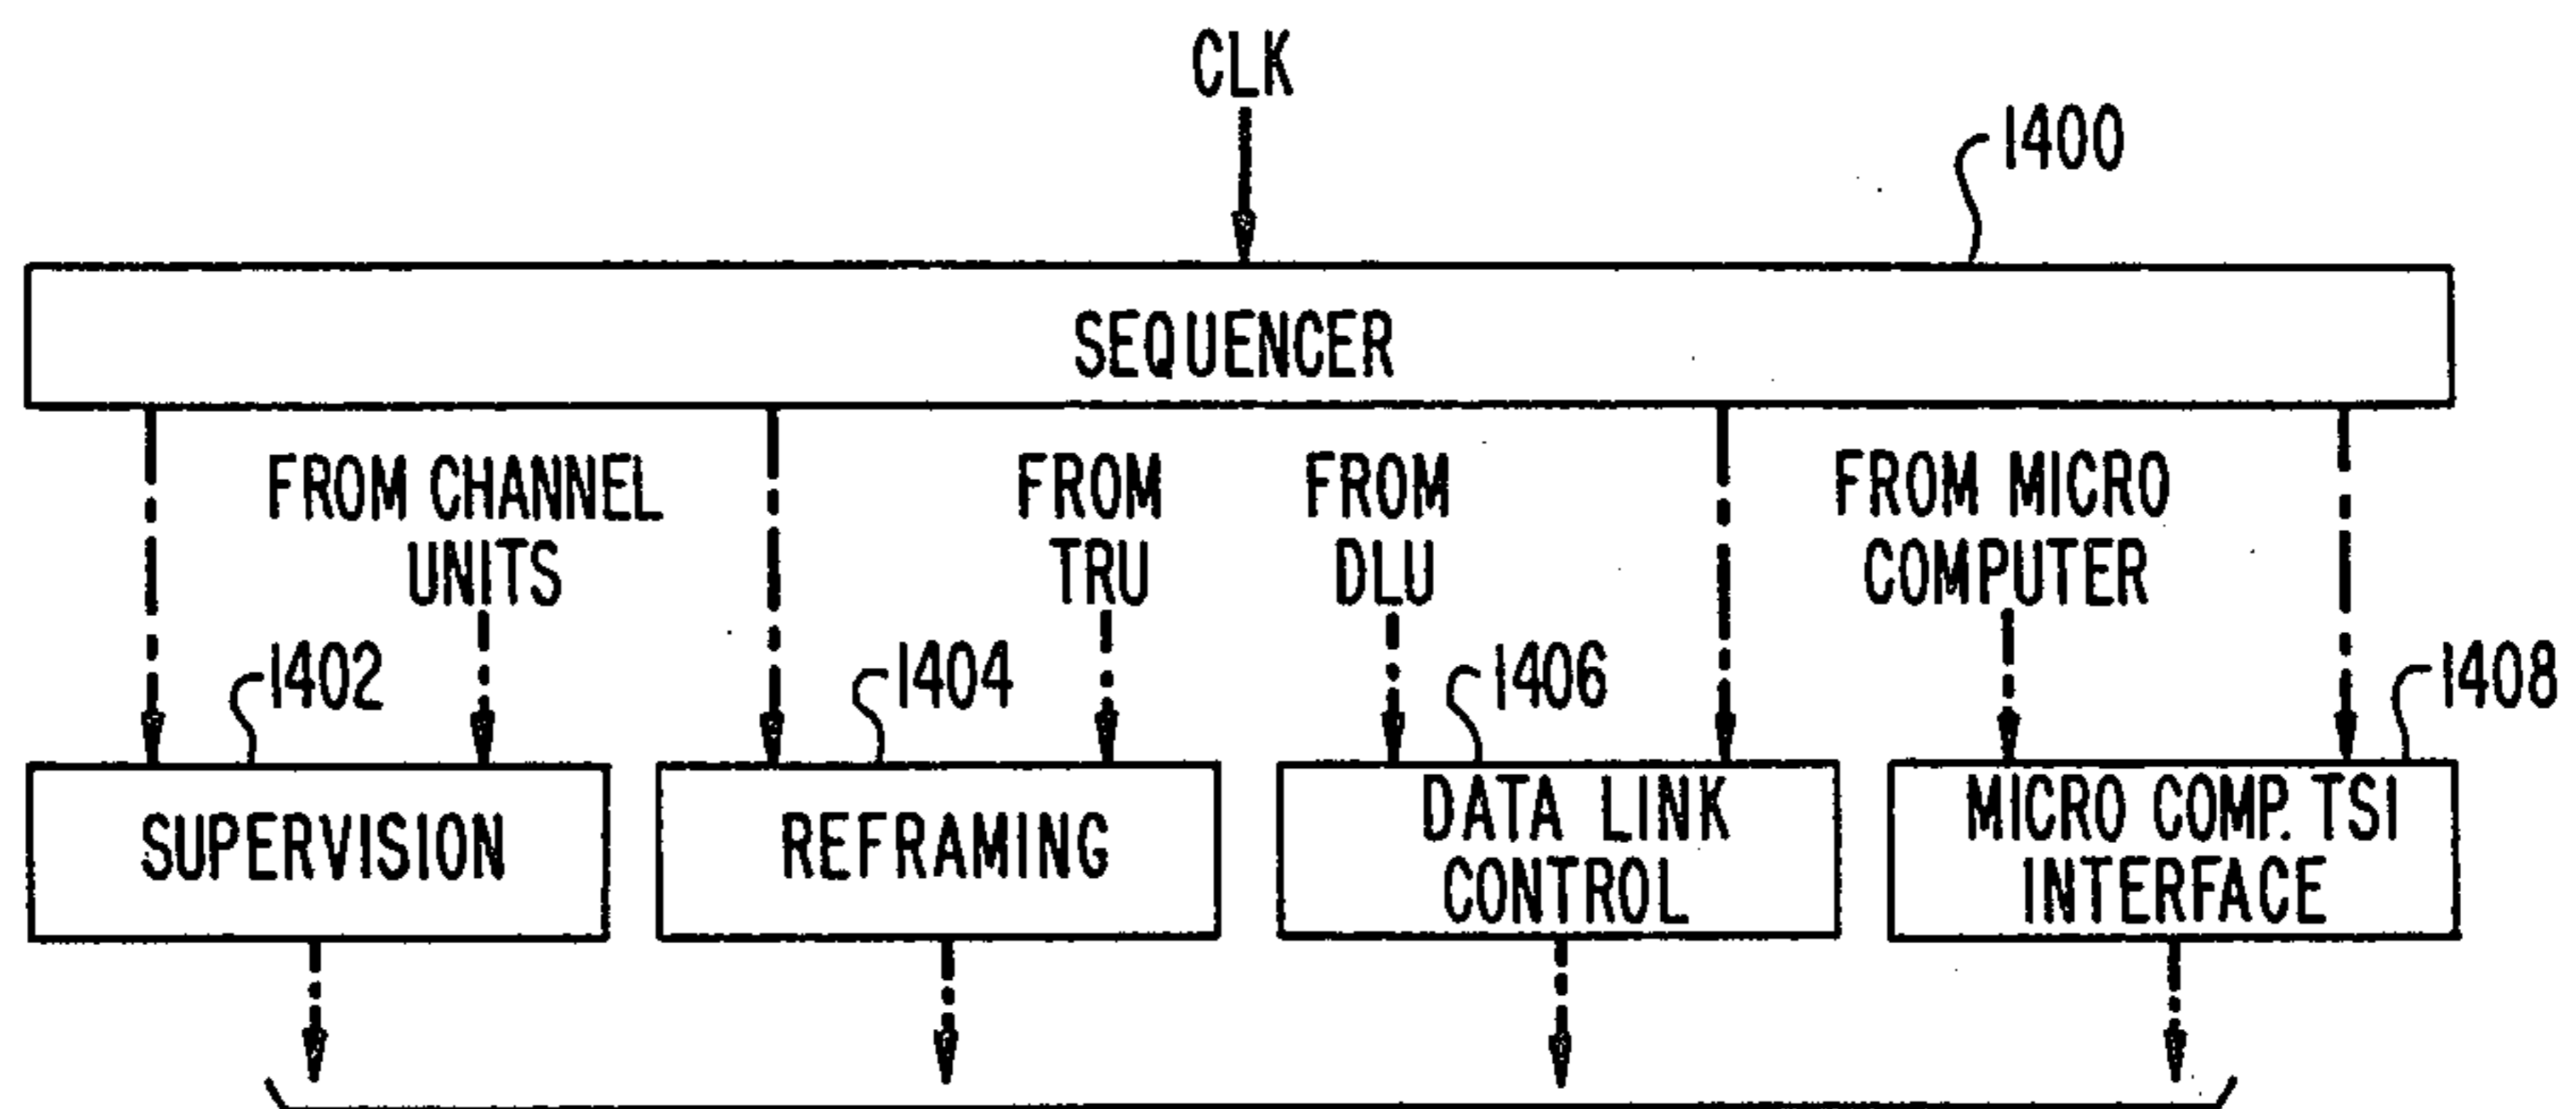 CLK
1400
SEQUENCER
FROM CHANNEL
UNITS
FROM
TRU
FROM
DLU
FROM MICRO
COMPUTER
1402
1404
1406
1408
SUPERVISION
REFRAMING
DATA LINK
CONTROL
MICRO COMP. TSI
INTERFACE